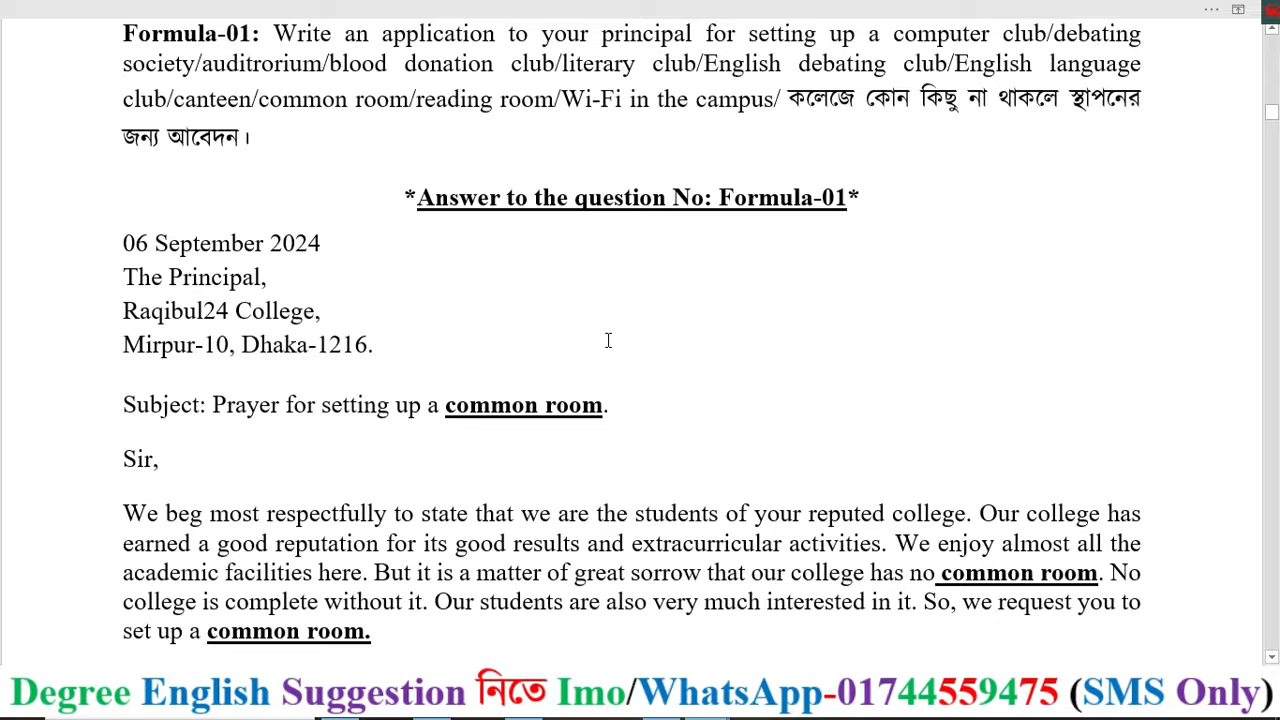 Formula-01: Write an application to your principal for setting up a computer club/debating
society/auditrorium/blood donation club/literary club/English debating club/English language
club/canteen/common room/reading room/Wi-Fi in the campus/ কলেজে কোন কিছু না থাকলে স্থাপনের
জন্য আবেদন।
*Answer to the question No: Formula-01*
06 September 2024
The Principal,
Raqibul24 College,
Mirpur-10, Dhaka-1216.
Subject: Prayer for setting up a common room.
Sir,
We beg most respectfully to state that we are the students of your reputed college. Our college has
earned a good reputation for its good results and extracurricular activities. We enjoy almost all the
academic facilities here. But it is a matter of great sorrow that our college has no common room. No
college is complete without it. Our students are also very much interested in it. So, we request you to
set up a common room.
Degree English Suggestion নিতে Imo/WhatsApp-01744559475 (SMS Only)